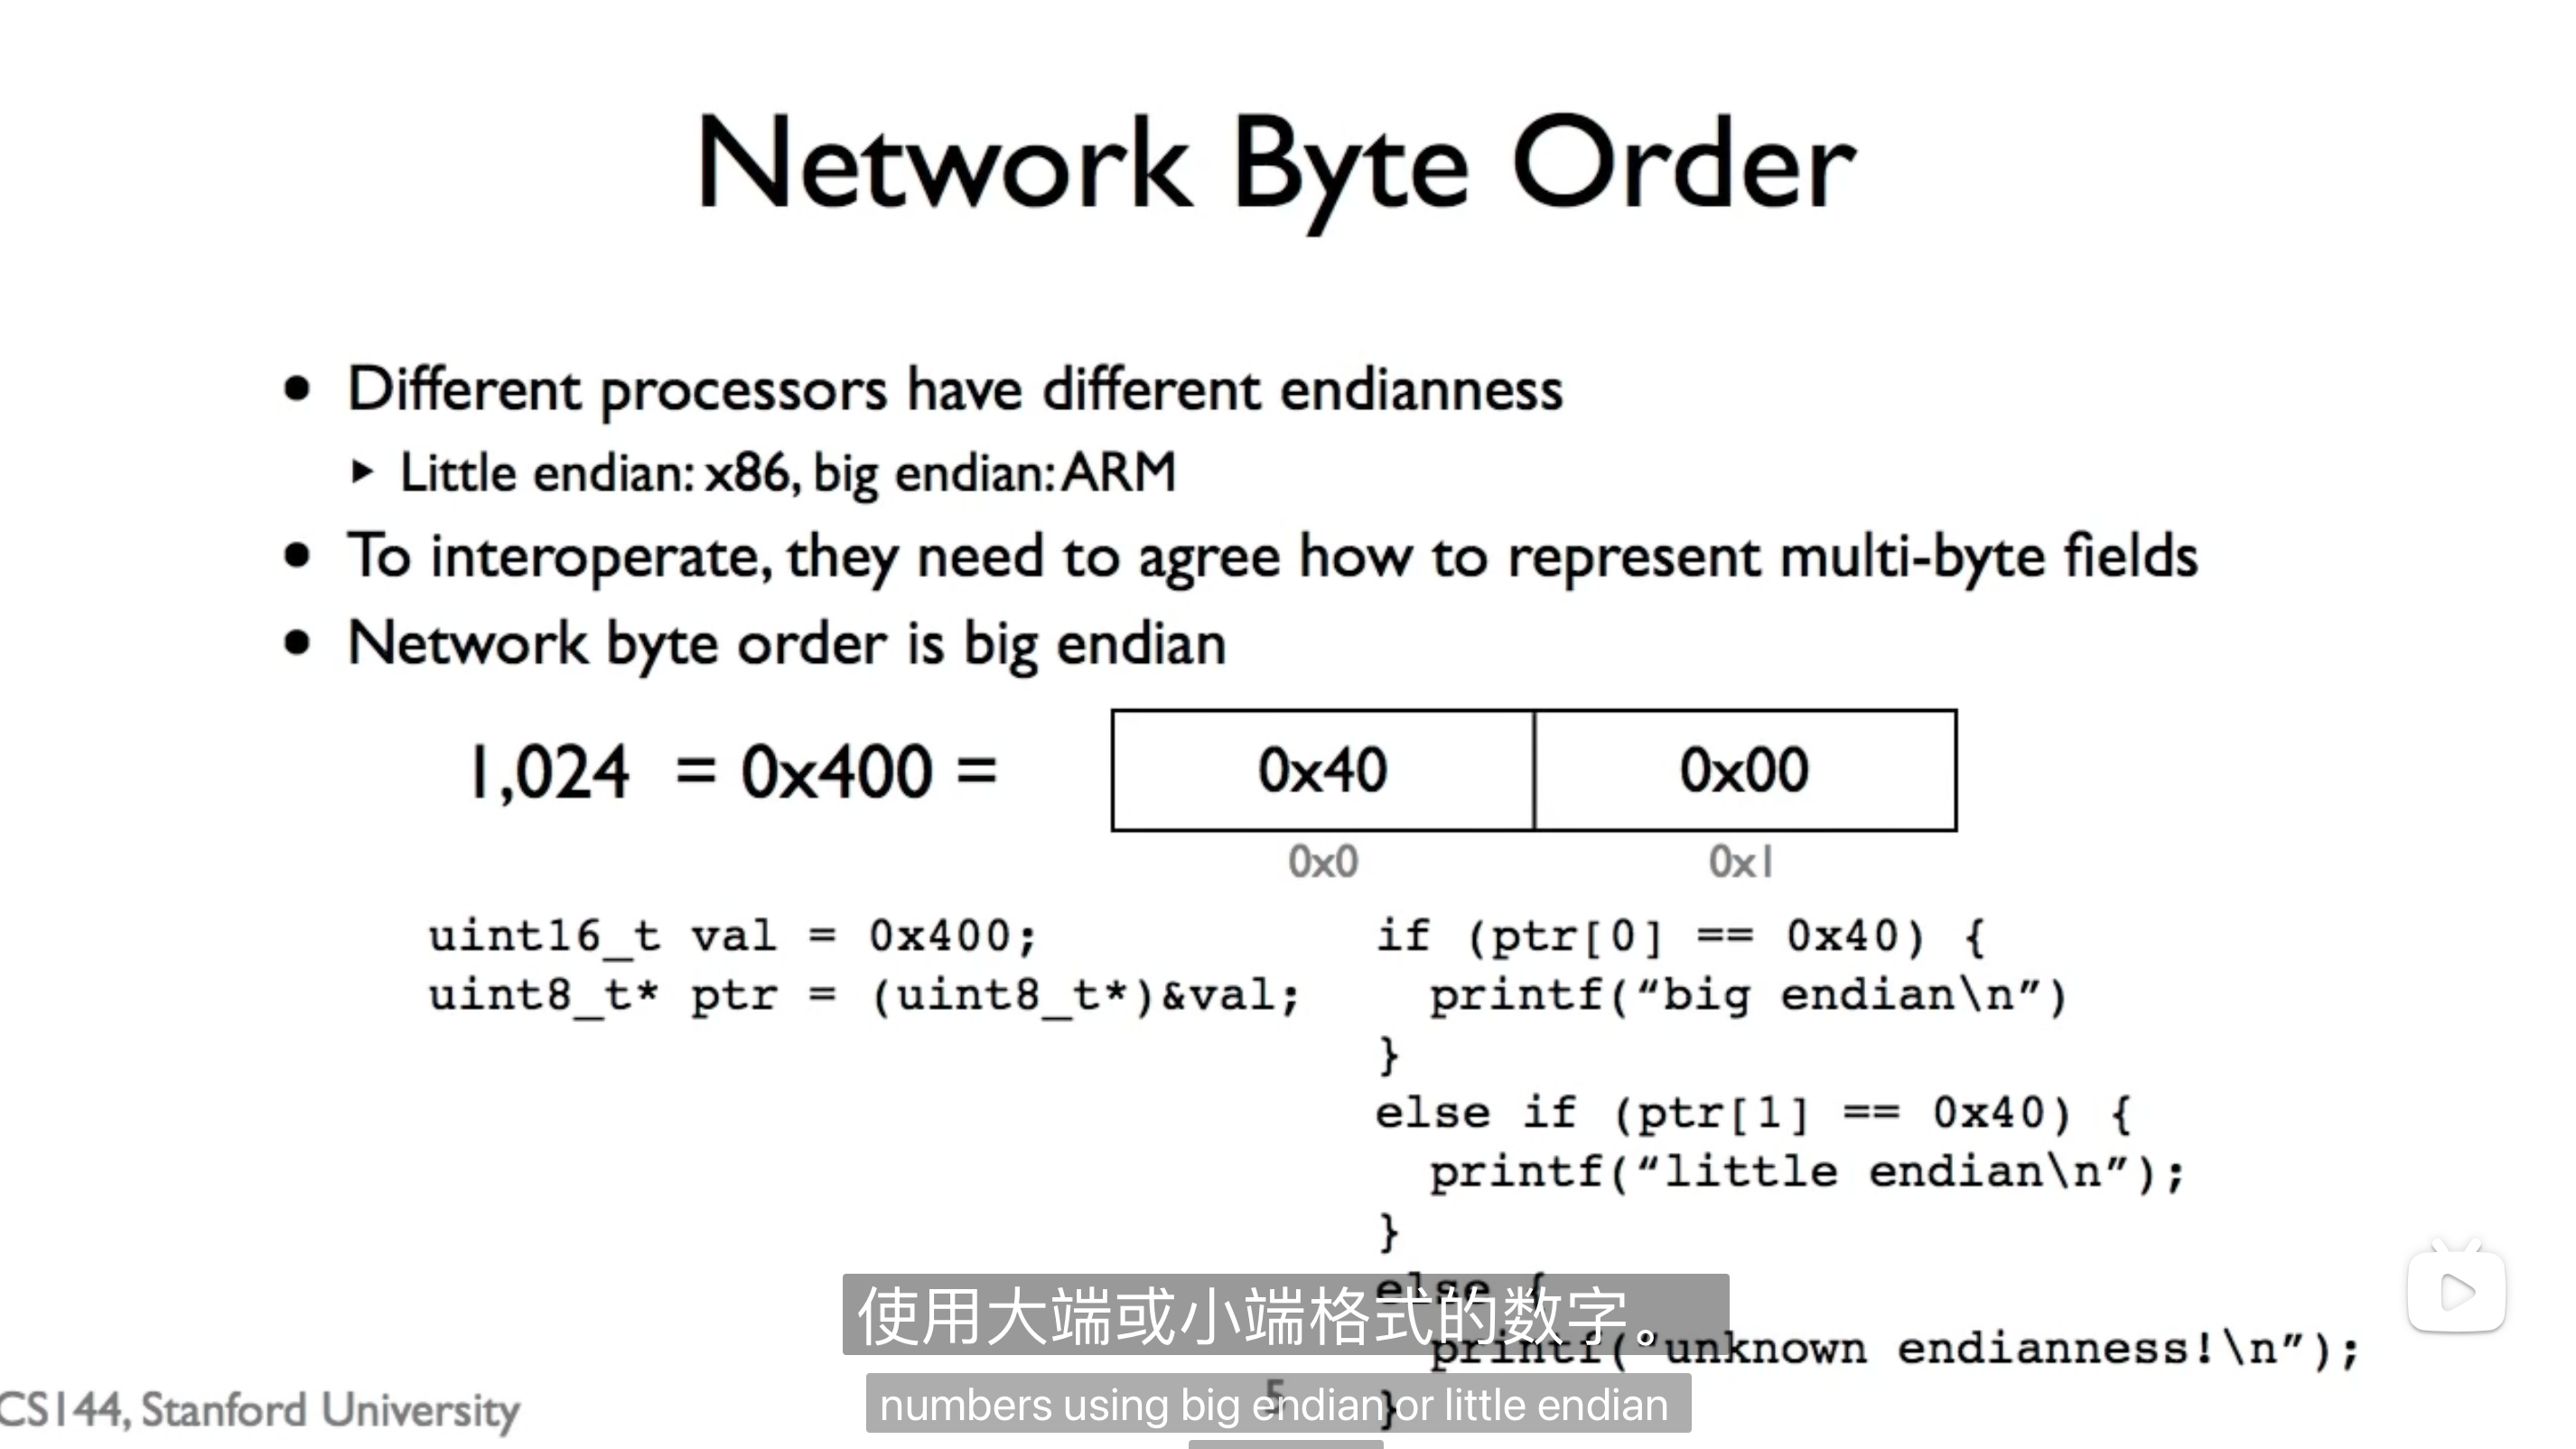 Network Byte Order
• Different processors have different endianness
▸ Little endian: x86, big endian: ARM
• To interoperate, they need to agree how to represent multi-byte fields
• Network byte order is big endian
1,024 = 0x400 =
0x40 0x00
0x0 0x1
uint16_t val = 0x400;
uint8_t* ptr = (uint8_t*)&val;
if (ptr[0] == 0x40) {
printf(“big endian\n”)
}
else if (ptr[1] == 0x40) {
printf(“little endian\n”);
}
else {
printf(“unknown endianness!\n”);
}
使用大端或小端格式的数字。
numbers using big endian or little endian
CS144, Stanford University
5